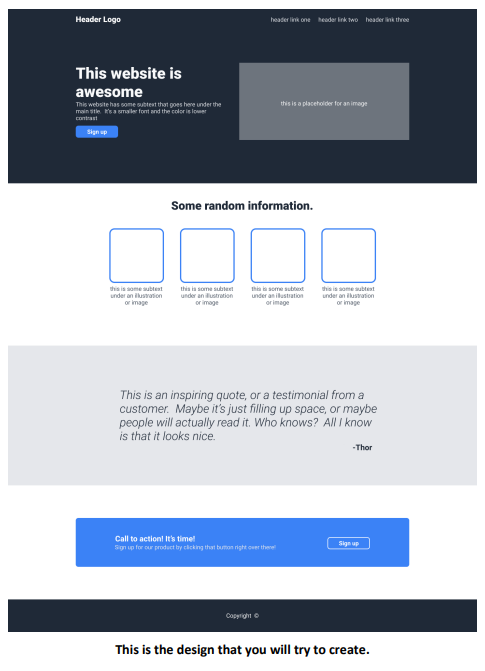 Header Logo
header link one header link two header link three
This website is
awesome
This website has some subtext that goes here under the
main title. It's a smaller font and the color is lower
contrast
Sign up
this is a placeholder for an image
Some random information.
this is some subtext
under an illustration
or image
this is some subtext
under an illustration
or image
this is some subtext
under an illustration
or image
this is some subtext
under an illustration
or image
This is an inspiring quote, or a testimonial from a
customer. Maybe it's just filling up space, or maybe
people will actually read it. Who knows? All I know
is that it looks nice.
-Thor
Call to action! It's time!
Sign up for our product by clicking that button right over there!
Sign up
Copyright ©
This is the design that you will try to create.